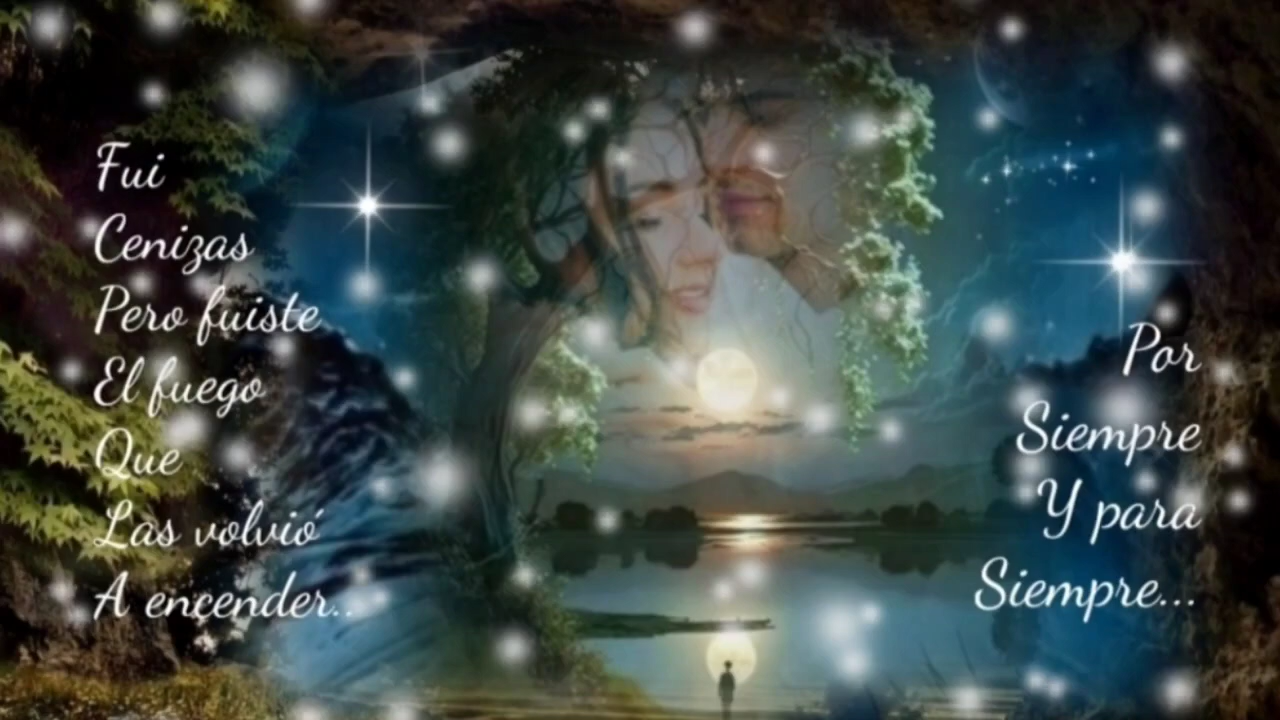 Fui
Cenizas
Pero fuiste
El fuego
Que
Las volvió
A encender..
Por
Siempre
Y para
Siempre...